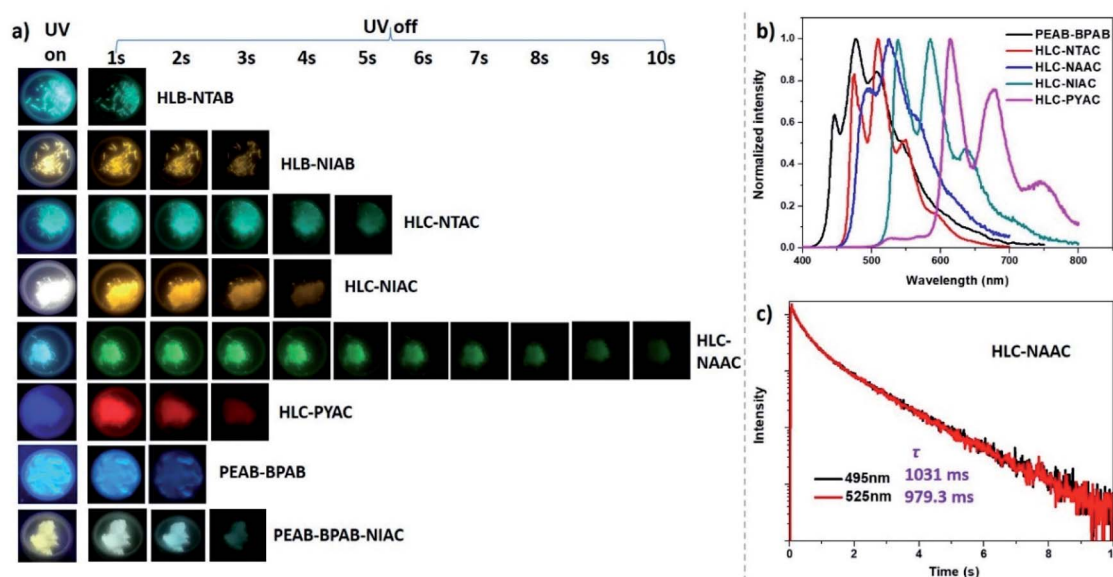 a)
UV on
UV off
1s 2s 3s 4s 5s 6s 7s 8s 9s 10s
HLB-NTAB
HLB-NIAB
HLC-NTAC
HLC-NIAC
HLC-
NAAC
HLC-PYAC
PEAB-BPAB
PEAB-BPAB-NIAC
b)
PEAB-BPAB
HLC-NTAC
HLC-NAAC
HLC-NIAC
HLC-PYAC
Normalized intensity
1.0
0.8
0.6
0.4
0.2
0.0
400 500 600 700 800
Wavelength (nm)
c)
HLC-NAAC
Intensity
τ
495nm 1031 ms
525nm 979.3 ms
0 2 4 6 8 10
Time (s)